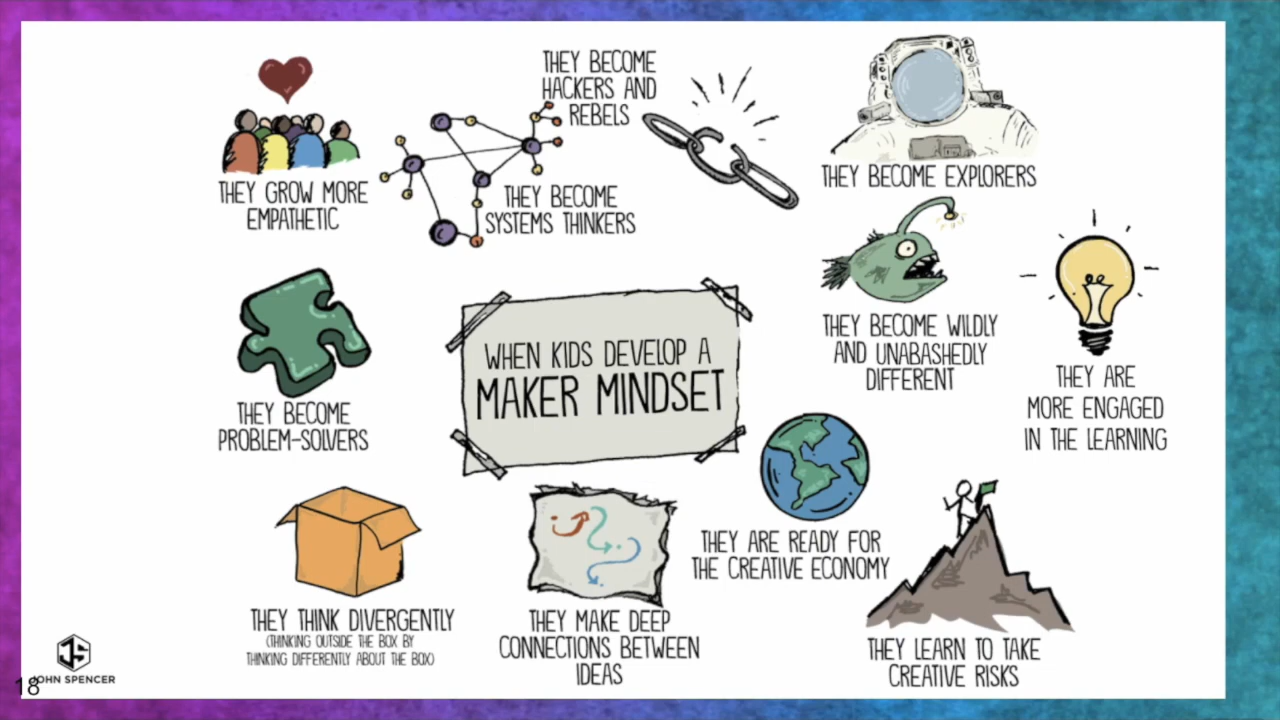 THEY GROW MORE
EMPATHETIC
THEY BECOME
SYSTEMS THINKERS
THEY BECOME
HACKERS AND
REBELS
THEY BECOME EXPLORERS
THEY BECOME
PROBLEM-SOLVERS
WHEN KIDS DEVELOP A
MAKER MINDSET
THEY BECOME WILDLY
AND UNABASHEDLY
DIFFERENT
THEY ARE
MORE ENGAGED
IN THE LEARNING
THEY THINK DIVERGENTLY
(THINKING OUTSIDE THE BOX BY
THINKING DIFFERENTLY ABOUT THE BOX)
THEY MAKE DEEP
CONNECTIONS BETWEEN
IDEAS
THEY ARE READY FOR
THE CREATIVE ECONOMY
THEY LEARN TO TAKE
CREATIVE RISKS
JS
JOHN SPENCER
18